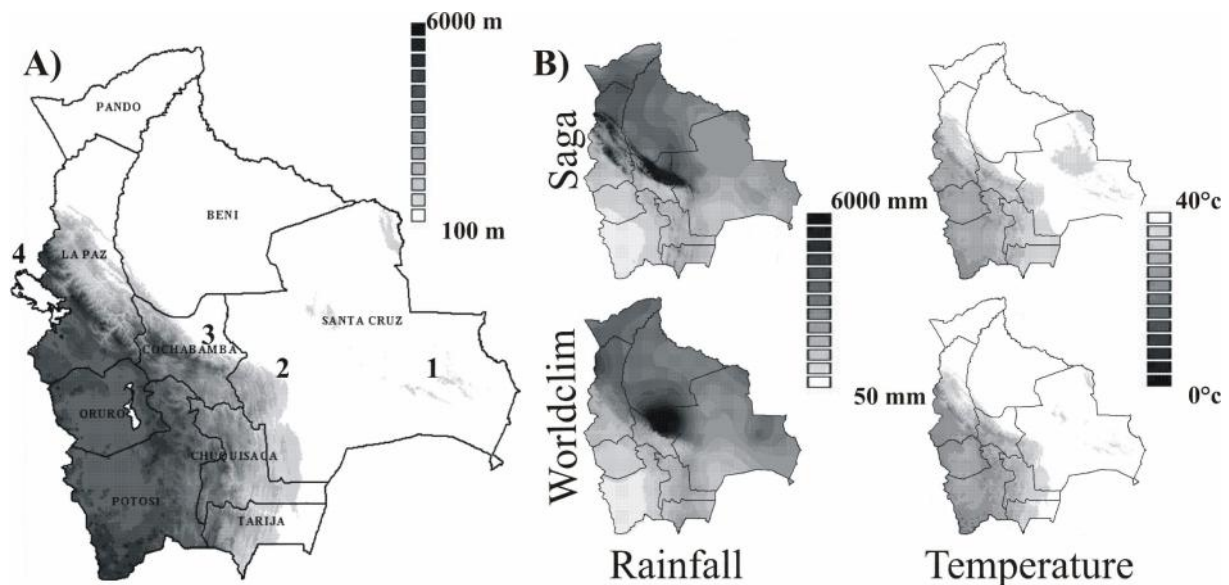 A)
6000 m
100 m
PANDO
BENI
LA PAZ
4
3
COCHABAMBA
2
SANTA CRUZ
1
ORURO
CHUQUISACA
POTOSI
TARIJA
B)
Saga
Worldclim
6000 mm
50 mm
40°c
0°c
Rainfall
Temperature